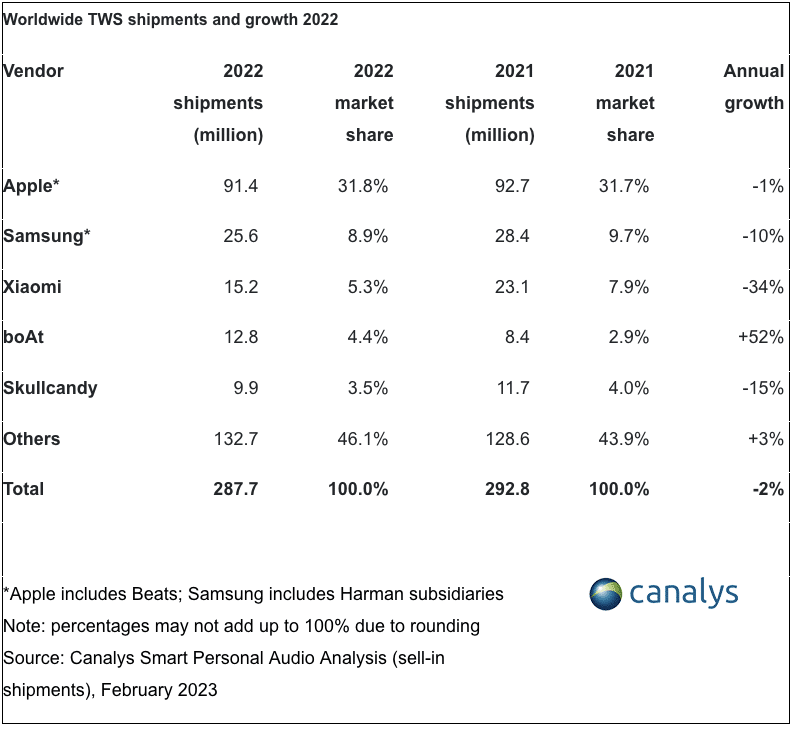 Worldwide TWS shipments and growth 2022
Vendor 2022 2022 2021 2021 Annual
shipments market shipments market growth
(million) share (million) share
Apple* 91.4 31.8% 92.7 31.7% -1%
Samsung* 25.6 8.9% 28.4 9.7% -10%
Xiaomi 15.2 5.3% 23.1 7.9% -34%
boAt 12.8 4.4% 8.4 2.9% +52%
Skullcandy 9.9 3.5% 11.7 4.0% -15%
Others 132.7 46.1% 128.6 43.9% +3%
Total 287.7 100.0% 292.8 100.0% -2%
*Apple includes Beats; Samsung includes Harman subsidiaries
canalys
Note: percentages may not add up to 100% due to rounding
Source: Canalys Smart Personal Audio Analysis (sell-in
shipments), February 2023